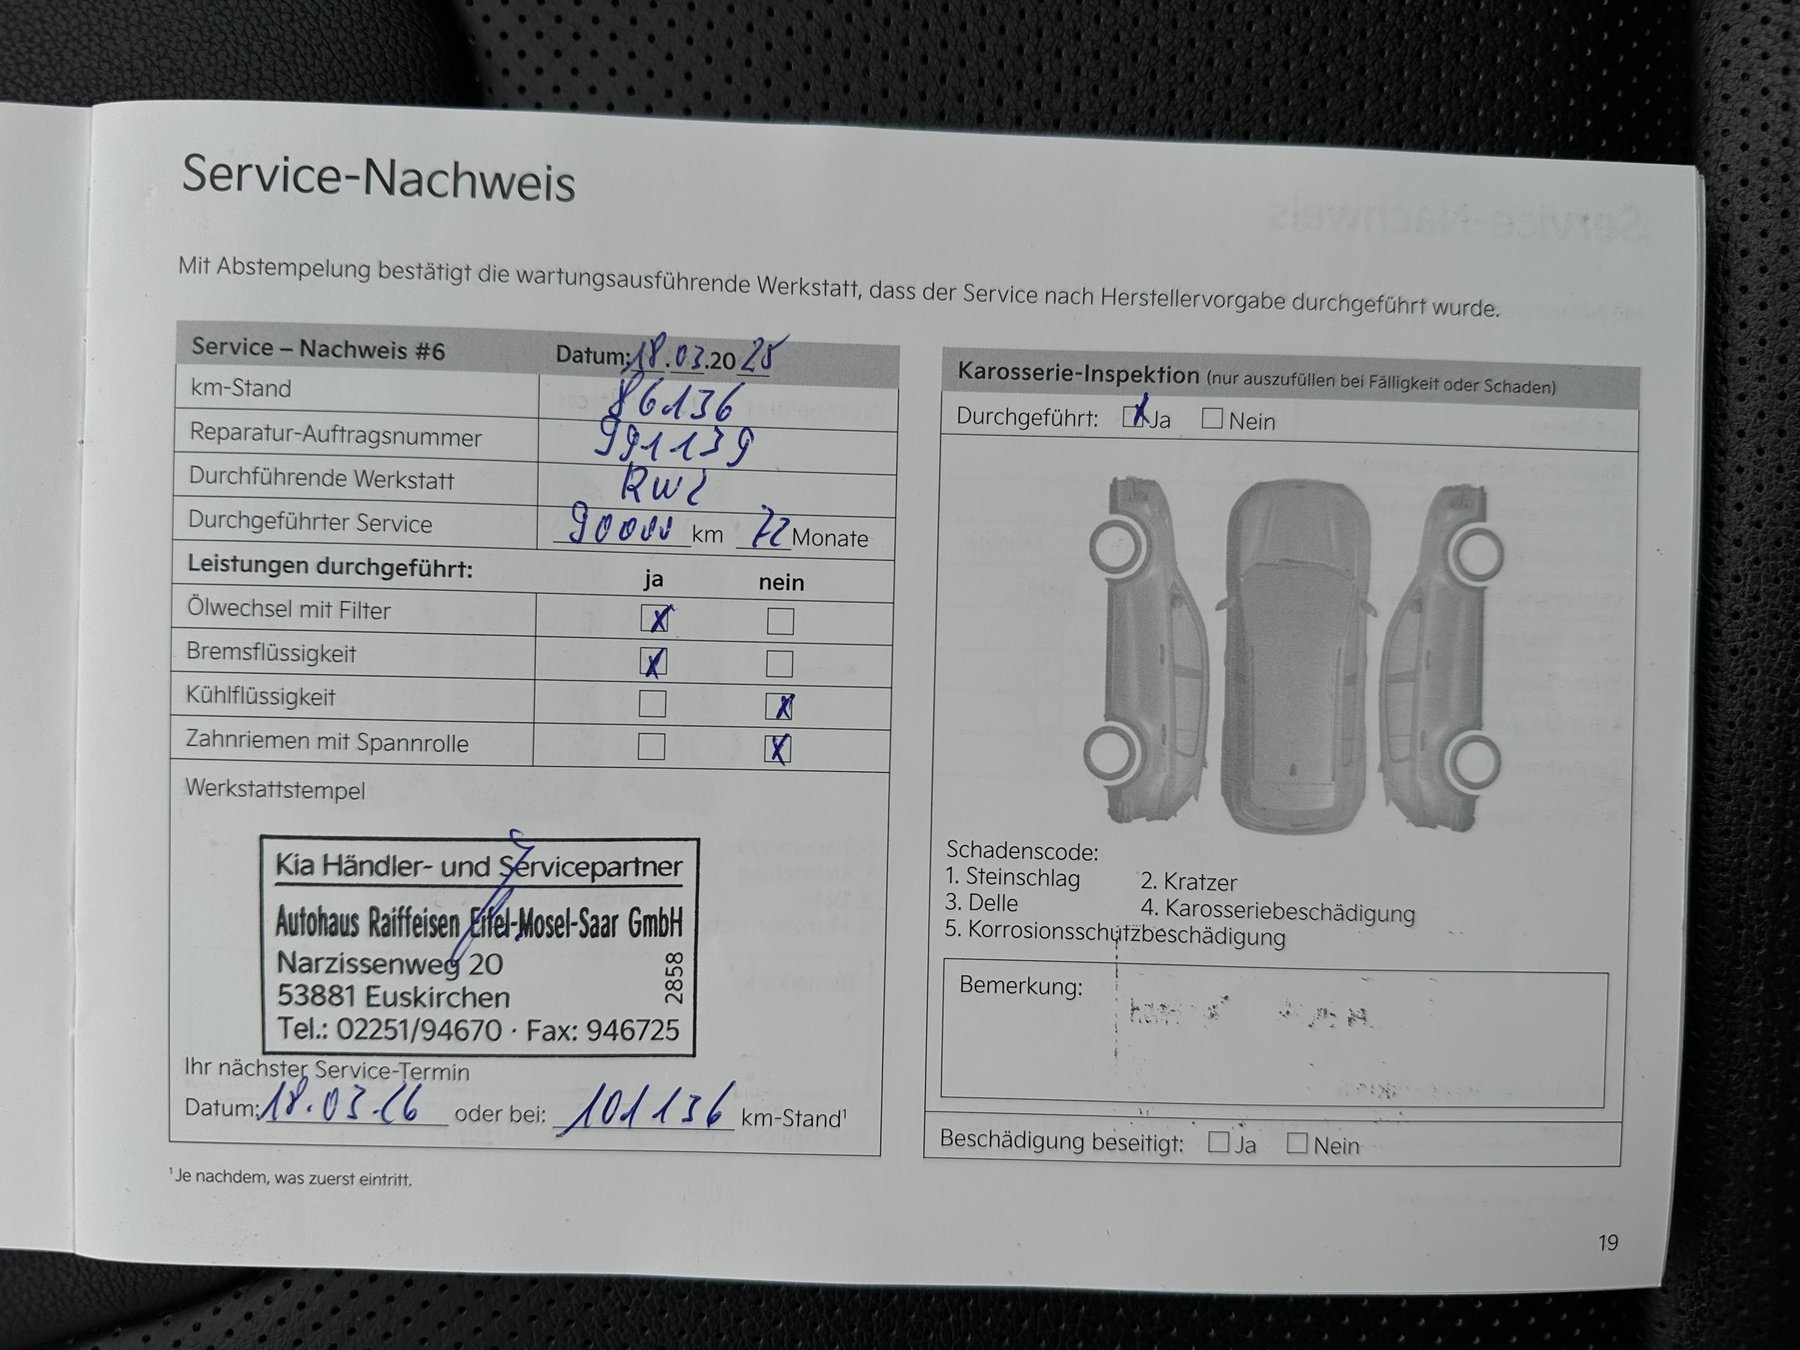 Service-Nachweis
Mit Abstempelung bestätigt die wartungsausführende Werkstatt, dass der Service nach Herstellervorgabe durchgeführt wurde.
Service – Nachweis #6 Datum: 18.03.2025
km-Stand 86136
Reparatur-Auftragsnummer 991139
Durchführende Werkstatt RWZ
Durchgeführter Service 90000 km 72 Monate
Leistungen durchgeführt: ja nein
Ölwechsel mit Filter X
Bremsflüssigkeit X
Kühlflüssigkeit X
Zahnriemen mit Spannrolle X
Werkstattstempel
Kia Händler- und Servicepartner
Autohaus Raiffeisen Eifel-Mosel-Saar GmbH
Narzissenweg 20
53881 Euskirchen
2858
Tel.: 02251/94670 · Fax: 946725
Ihr nächster Service-Termin
Datum: 18.03.26 oder bei: 101136 km-Stand¹
¹ Je nachdem, was zuerst eintritt.
Karosserie-Inspektion (nur auszufüllen bei Fälligkeit oder Schaden)
Durchgeführt: X Ja Nein
Schadenscode:
1. Steinschlag 2. Kratzer
3. Delle 4. Karosseriebeschädigung
5. Korrosionsschutzbeschädigung
Bemerkung:
Beschädigung beseitigt: Ja Nein
19